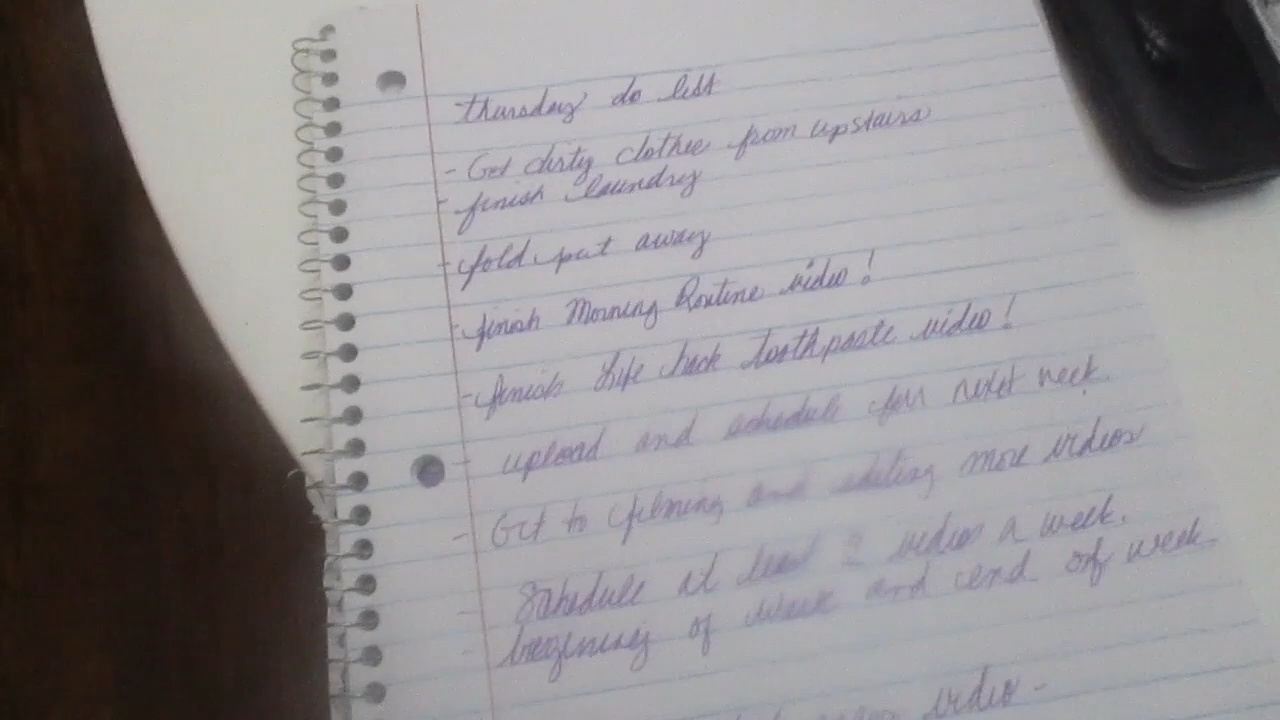 thursday do list
- Get dirty clothes from upstairs
- finish laundry
- fold put away
- finish Morning Routine video!
- finish Life hack toothpaste video!
- upload and schedule for next week.
- Get to filming and editing more videos
- Schedule at least 2 videos a week.
- begining of week and end of week.
video -